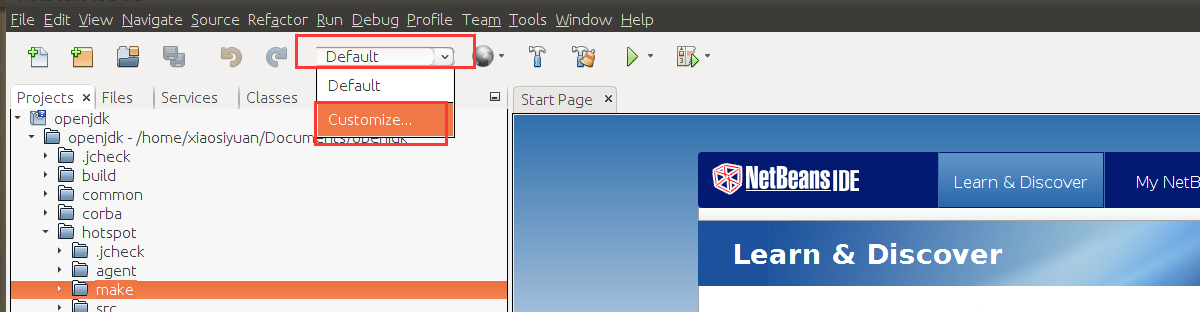 File Edit View Navigate Source Refactor Run Debug Profile Team Tools Window Help
Default
Default
Customize...
Projects Files Services Classes
Start Page
openjdk
openjdk - /home/xiaosiyuan/Documents/openjdk
.jcheck
build
common
corba
hotspot
.jcheck
agent
make
src
NetBeans IDE
Learn & Discover
My NetB
Learn & Discover